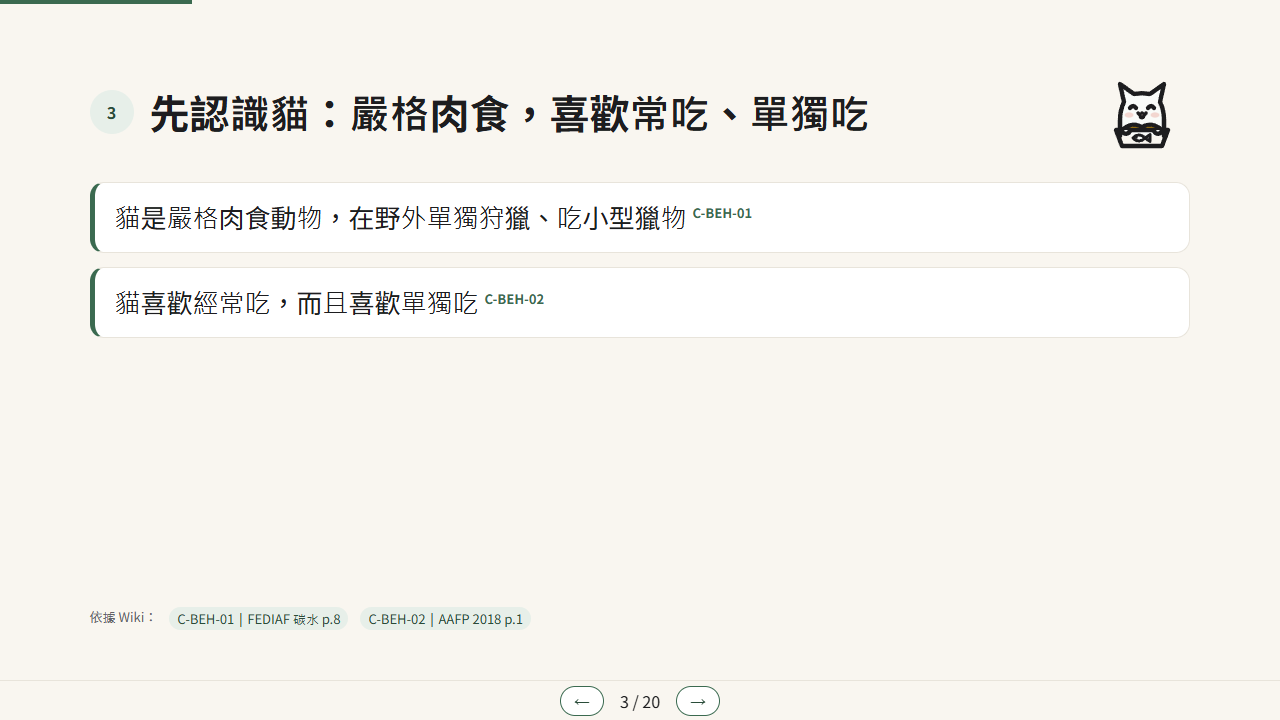 3
先認識貓：嚴格肉食，喜歡常吃、單獨吃
貓是嚴格肉食動物，在野外單獨狩獵、吃小型獵物 C-BEH-01
貓喜歡經常吃，而且喜歡單獨吃 C-BEH-02
依據 Wiki： C-BEH-01 | FEDIAF 碳水 p.8 C-BEH-02 | AAFP 2018 p.1
← 3 / 20 →